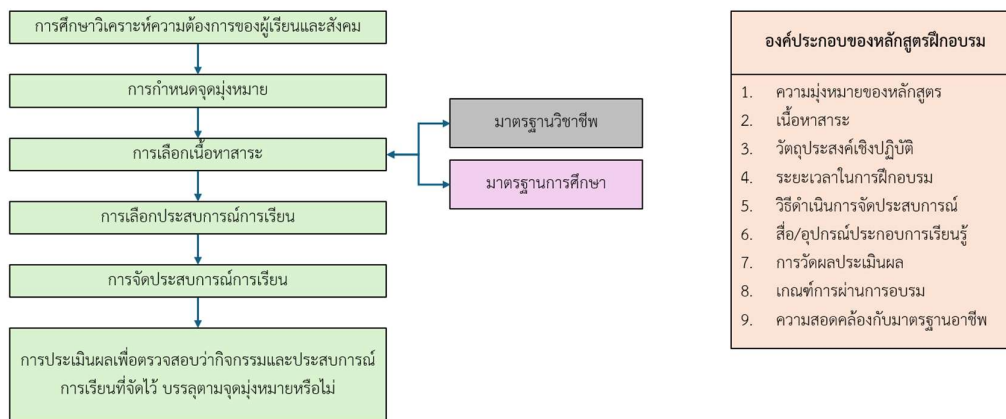 การศึกษาวิเคราะห์ความต้องการของผู้เรียนและสังคม
การกำหนดจุดมุ่งหมาย
การเลือกเนื้อหาสาระ
มาตรฐานวิชาชีพ
มาตรฐานการศึกษา
การเลือกประสบการณ์การเรียน
การจัดประสบการณ์การเรียน
การประเมินผลเพื่อตรวจสอบว่ากิจกรรมและประสบการณ์
การเรียนที่จัดไว้ บรรลุตามจุดมุ่งหมายหรือไม่
องค์ประกอบของหลักสูตรฝึกอบรม
1. ความมุ่งหมายของหลักสูตร
2. เนื้อหาสาระ
3. วัตถุประสงค์เชิงปฏิบัติ
4. ระยะเวลาในการฝึกอบรม
5. วิธีดำเนินการจัดประสบการณ์
6. สื่อ/อุปกรณ์ประกอบการเรียนรู้
7. การวัดผลประเมินผล
8. เกณฑ์การผ่านการอบรม
9. ความสอดคล้องกับมาตรฐานอาชีพ